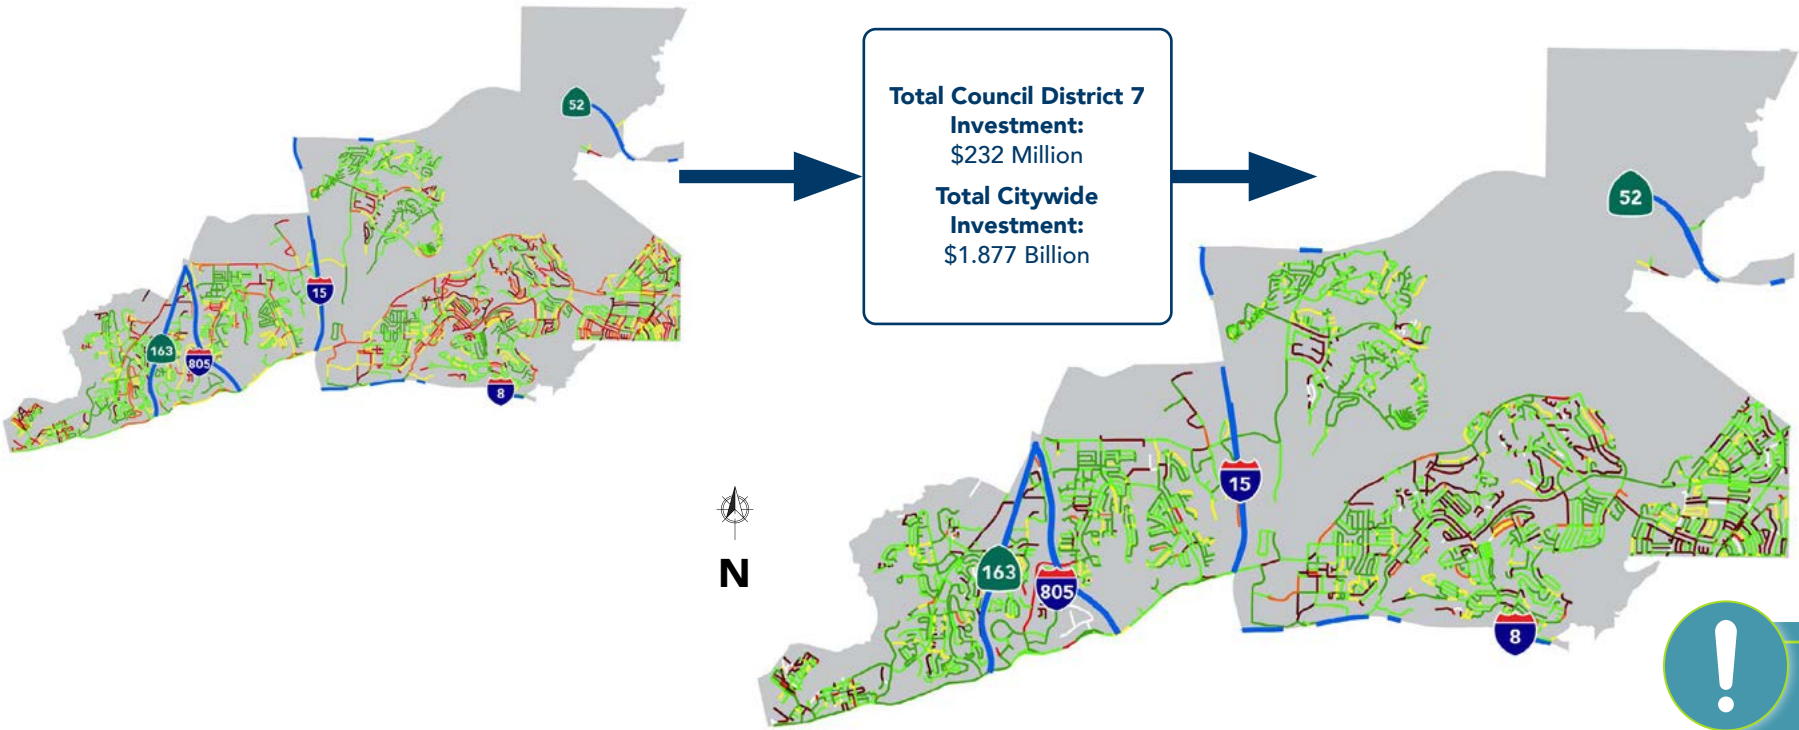 52
Total Council District 7
Investment:
$232 Million
Total Citywide
Investment:
$1.877 Billion
15
163
805
8
N
52
15
163
805
8
!